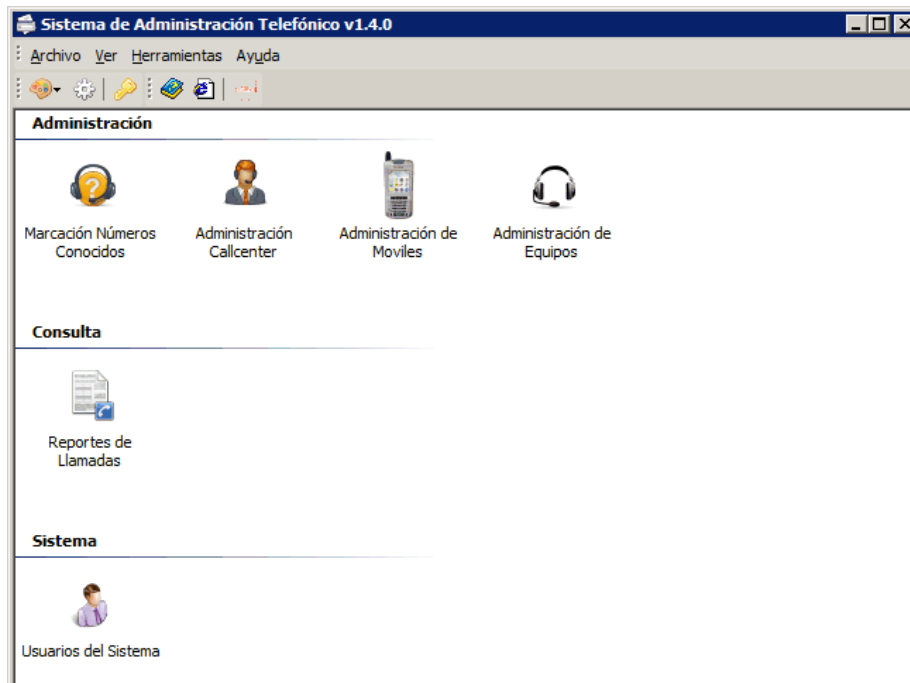 Sistema de Administración Telefónico v1.4.0
Archivo Ver Herramientas Ayuda
Administración
Marcación Números
Conocidos
Administración
Callcenter
Administración de
Moviles
Administración de
Equipos
Consulta
Reportes de
Llamadas
Sistema
Usuarios del Sistema